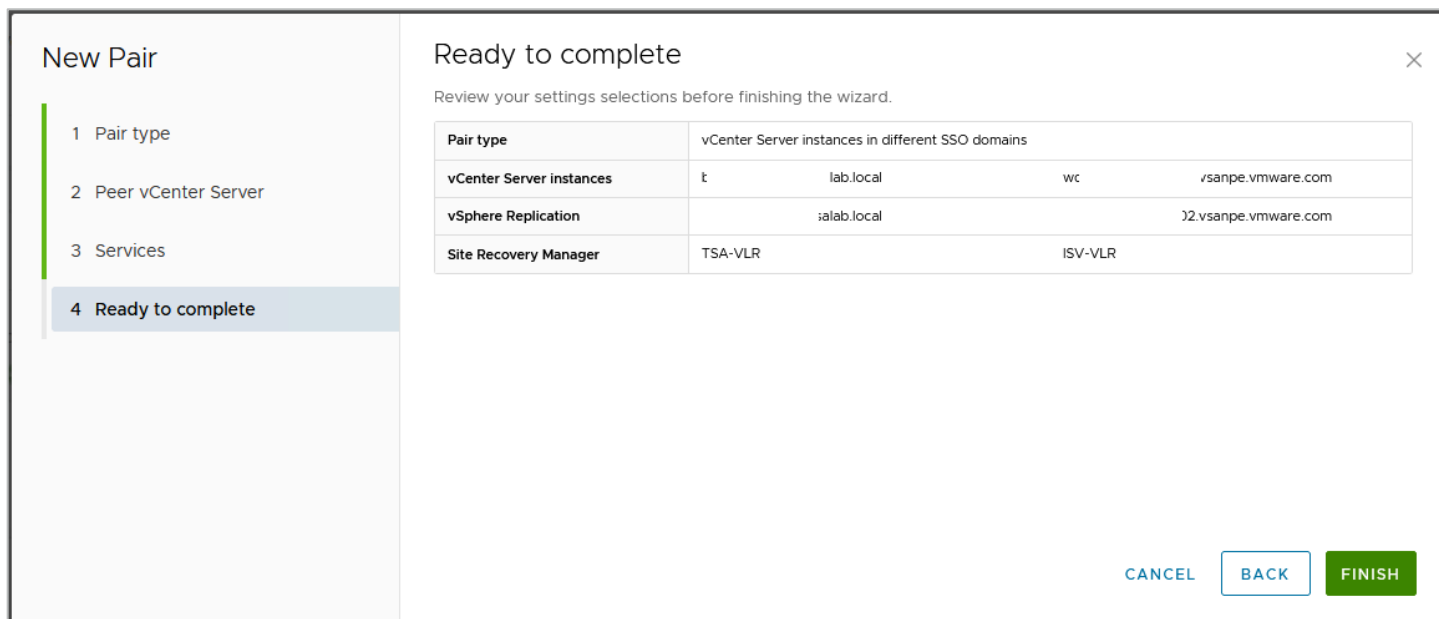 New Pair
1 Pair type
2 Peer vCenter Server
3 Services
4 Ready to complete
Ready to complete
Review your settings selections before finishing the wizard.
Pair type vCenter Server instances in different SSO domains
vCenter Server instances lab.local vsanpe.vmware.com
vSphere Replication salab.local 02.vsanpe.vmware.com
Site Recovery Manager TSA-VLR ISV-VLR
CANCEL BACK FINISH